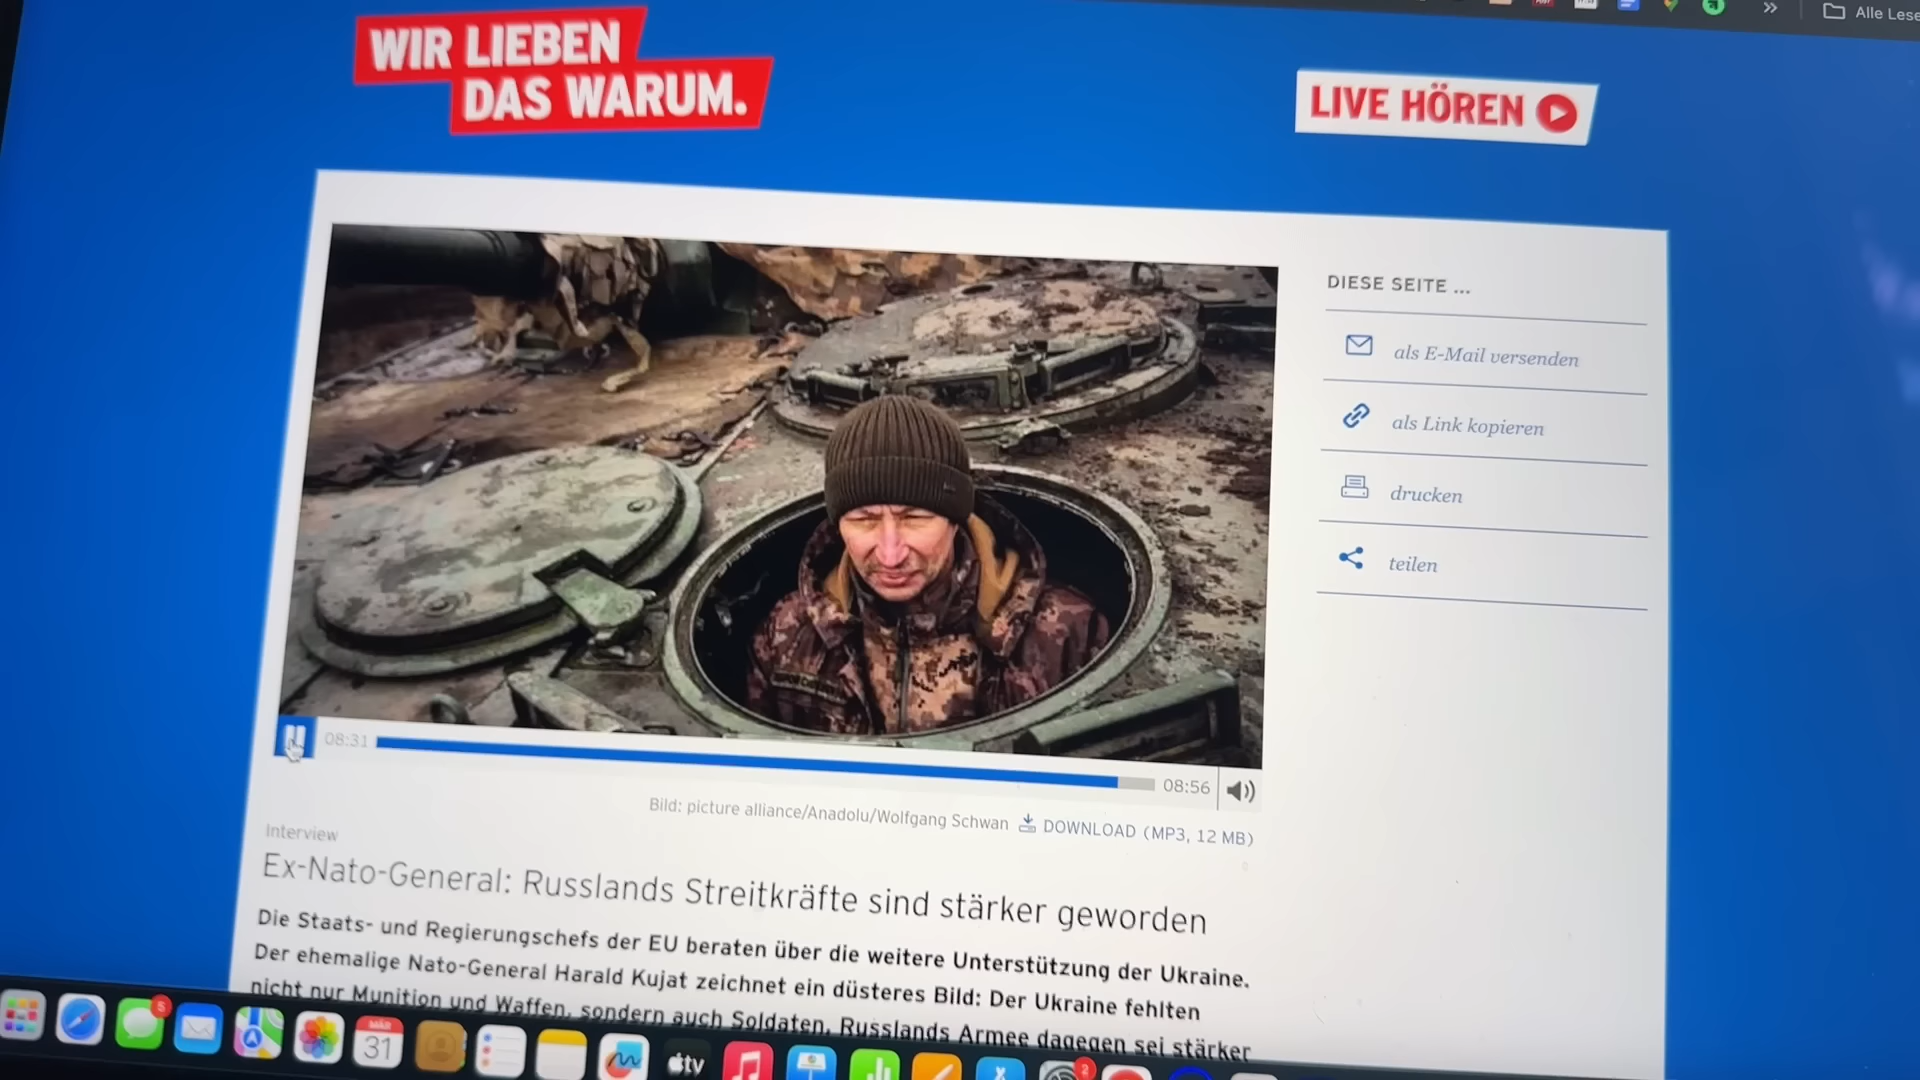 Alle Lese
WIR LIEBEN
DAS WARUM.
LIVE HÖREN
DIESE SEITE ...
als E-Mail versenden
als Link kopieren
drucken
teilen
08:31
08:56
Bild: picture alliance/Anadolu/Wolfgang Schwan
DOWNLOAD (MP3, 12 MB)
Interview
Ex-Nato-General: Russlands Streitkräfte sind stärker geworden
Die Staats- und Regierungschefs der EU beraten über die weitere Unterstützung der Ukraine.
Der ehemalige Nato-General Harald Kujat zeichnet ein düsteres Bild: Der Ukraine fehlten
nicht nur Munition und Waffen, sondern auch Soldaten. Russlands Armee dagegen sei stärker
5
MÄR
31
tv
2